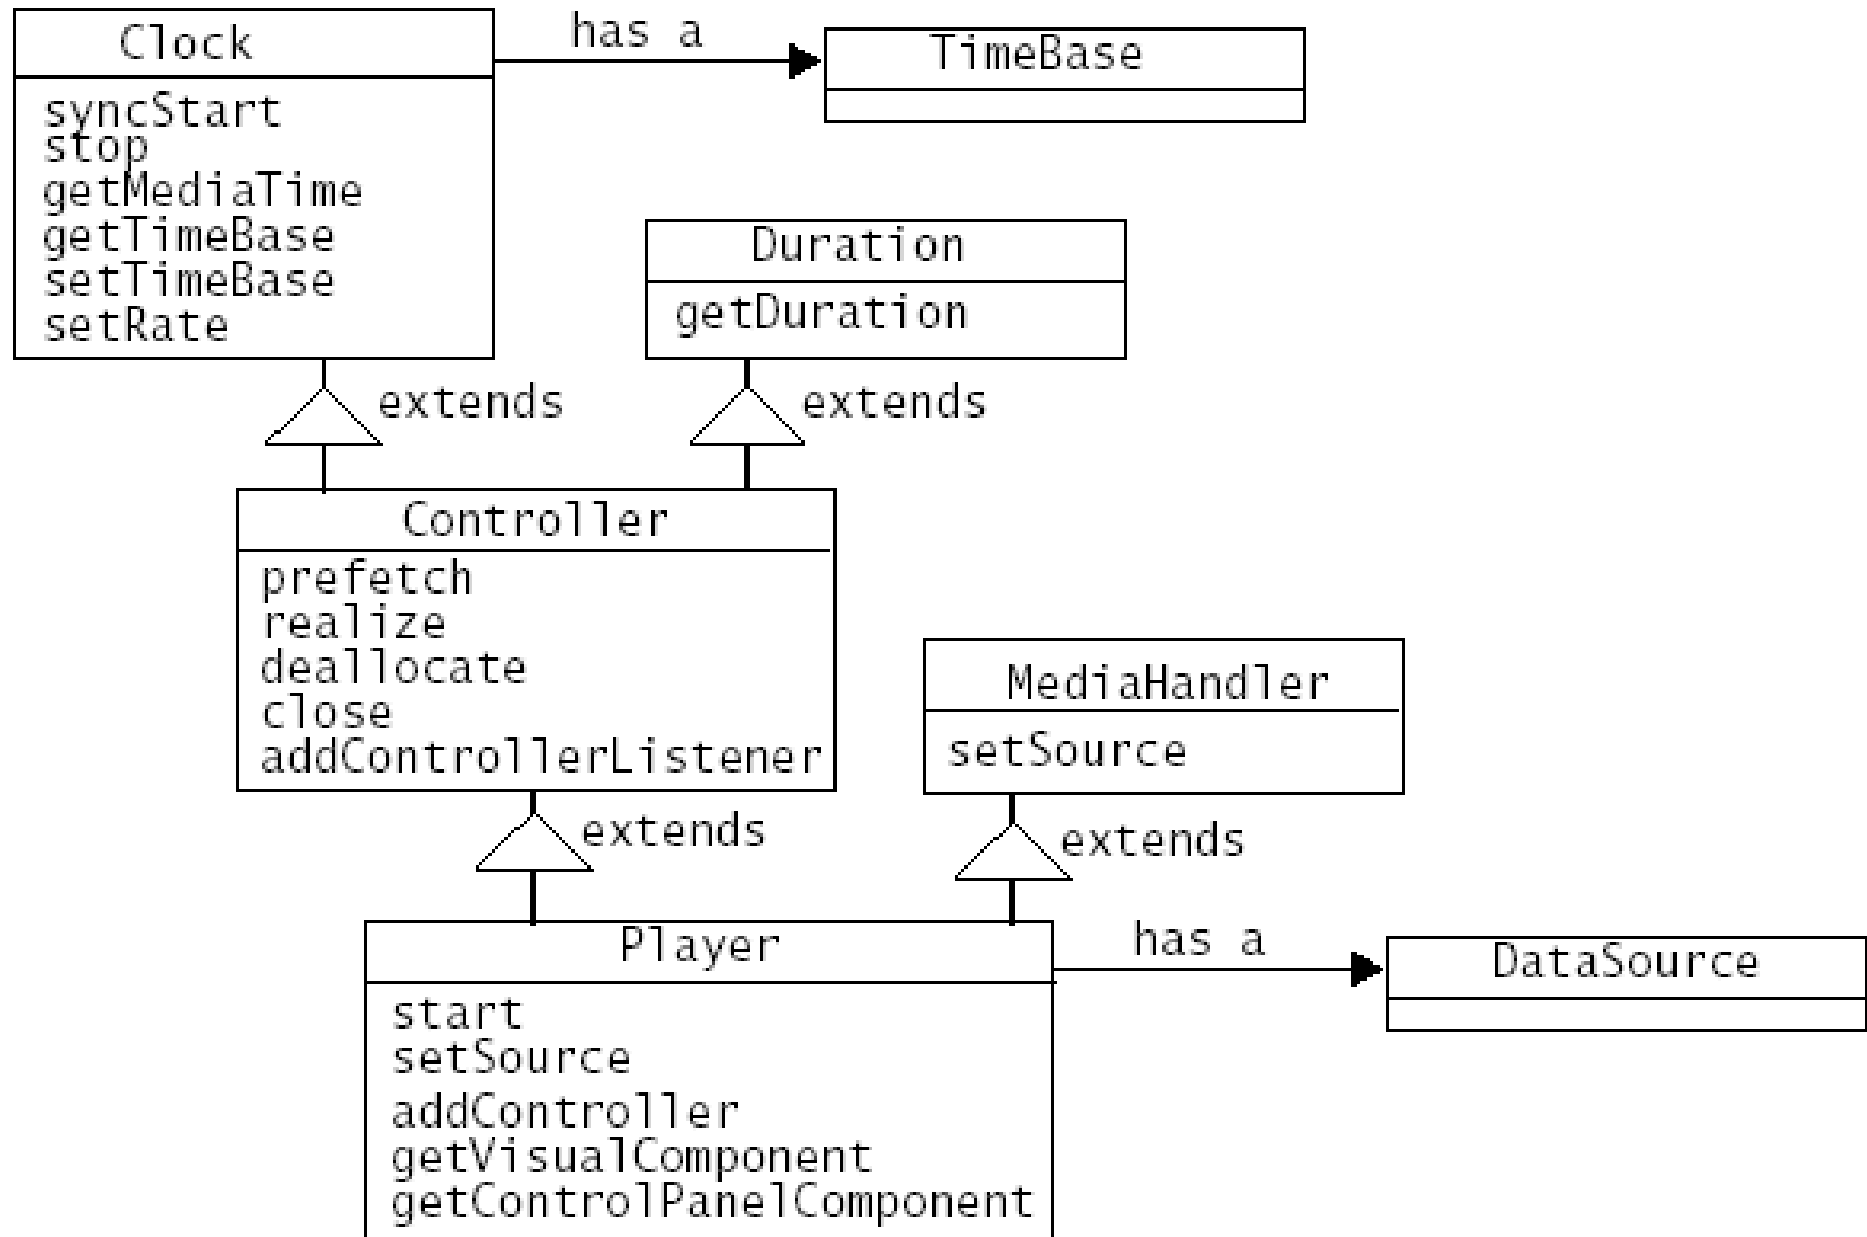 Clock
has a
TimeBase
syncStart
stop
getMediaTime
getTimeBase
setTimeBase
setRate
Duration
getDuration
extends
extends
Controller
prefetch
realize
deallocate
close
addControllerListener
MediaHandler
setSource
extends
extends
Player
has a
DataSource
start
setSource
addController
getVisualComponent
getControlPanelComponent